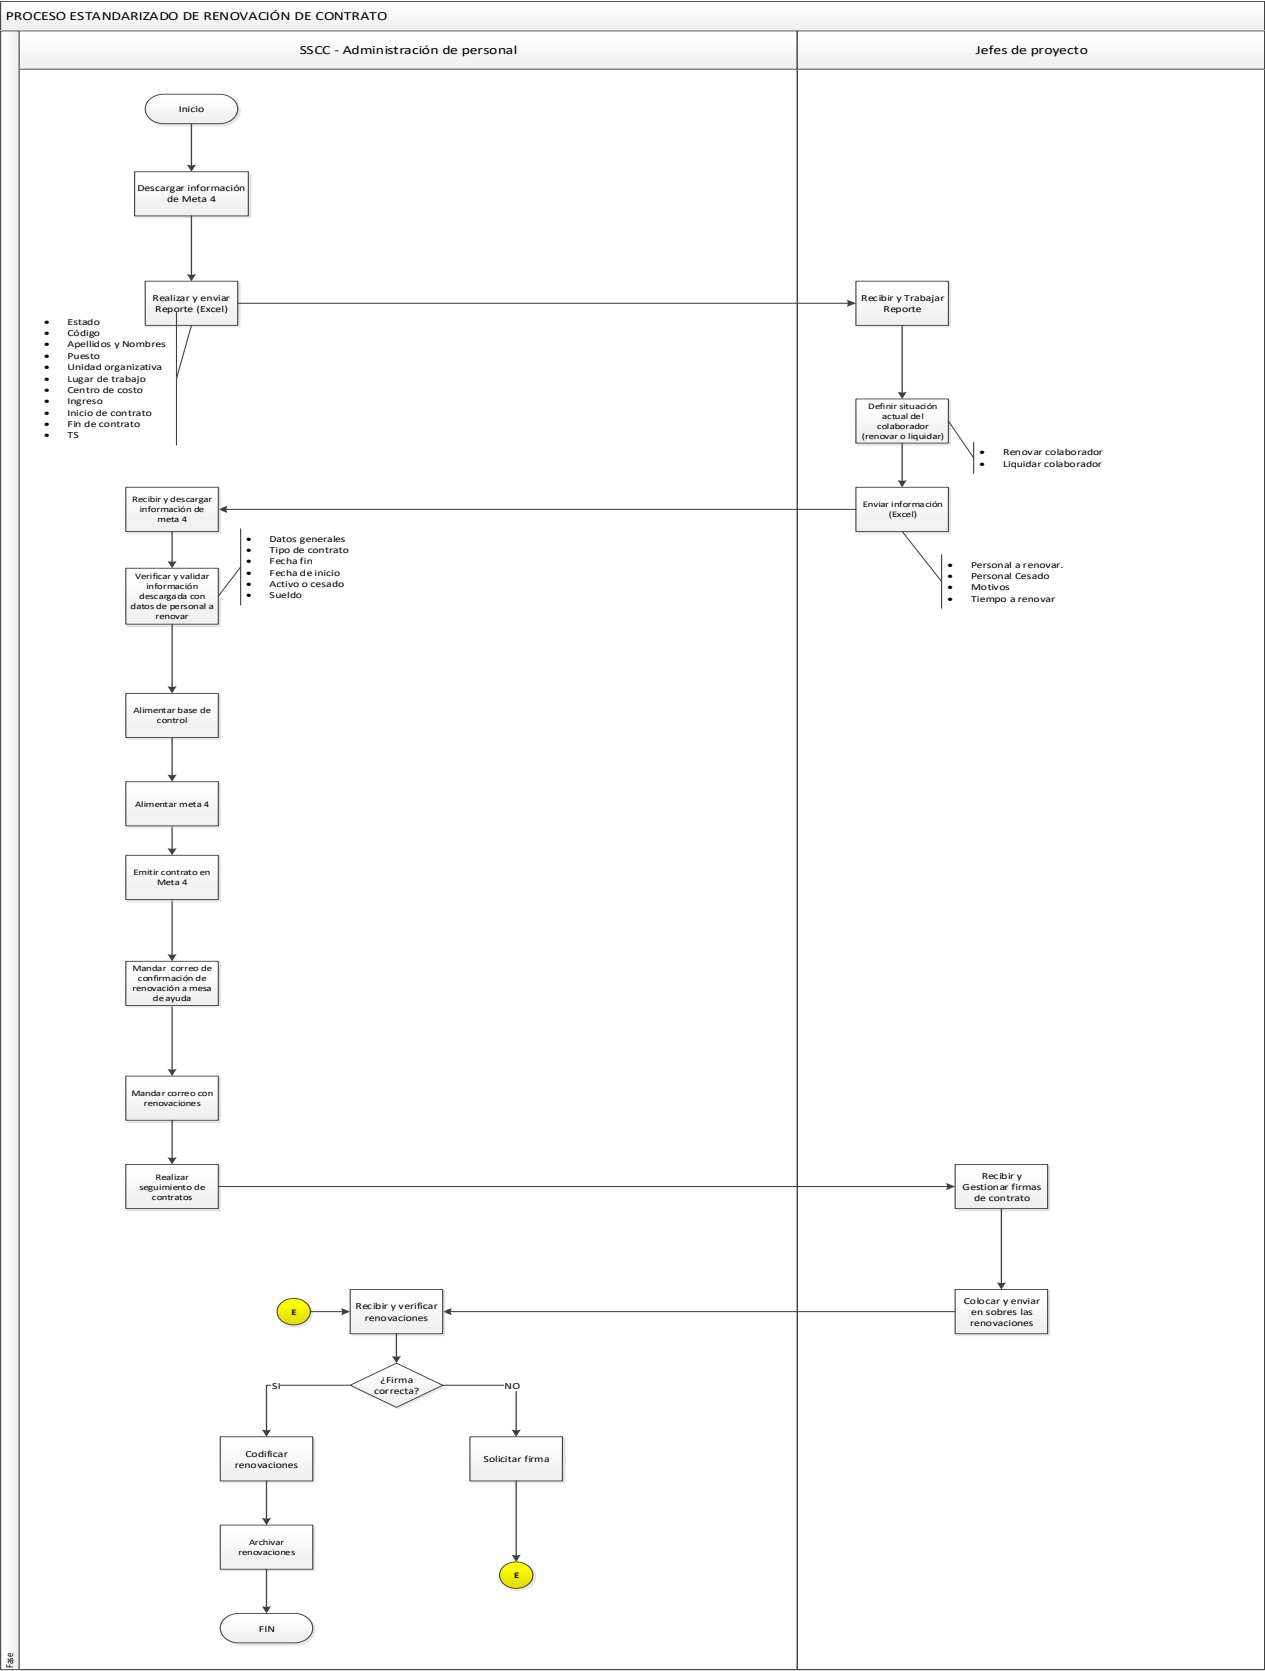 PROCESO ESTANDARIZADO DE RENOVACIÓN DE CONTRATO
SSCC - Administración de personal
Jefes de proyecto
Inicio
Descargar información
de Meta 4
Realizar y enviar
Reporte (Excel)
Recibir y Trabajar
Reporte
• Estado
• Código
• Apellidos y Nombres
• Puesto
• Unidad organizativa
• Lugar de trabajo
• Centro de costo
• Ingreso
• Inicio de contrato
• Fin de contrato
• TS
Definir situación
actual del
colaborador
(renovar o liquidar)
• Renovar colaborador
• Liquidar colaborador
Enviar información
(Excel)
• Personal a renovar.
• Personal Cesado
• Motivos
• Tiempo a renovar
Recibir y descargar
información de
meta 4
Verificar y validar
información
descargada con
datos de personal a
renovar
• Datos generales
• Tipo de contrato
• Fecha fin
• Fecha de inicio
• Activo o cesado
• Sueldo
Alimentar base de
control
Alimentar meta 4
Emitir contrato en
Meta 4
Mandar correo de
confirmación de
renovación a mesa
de ayuda
Mandar correo con
renovaciones
Realizar
seguimiento de
contratos
Recibir y
Gestionar firmas
de contrato
Colocar y enviar
en sobres las
renovaciones
E
Recibir y verificar
renovaciones
¿Firma
correcta?
SI
NO
Codificar
renovaciones
Solicitar firma
Archivar
renovaciones
E
FIN
Fase